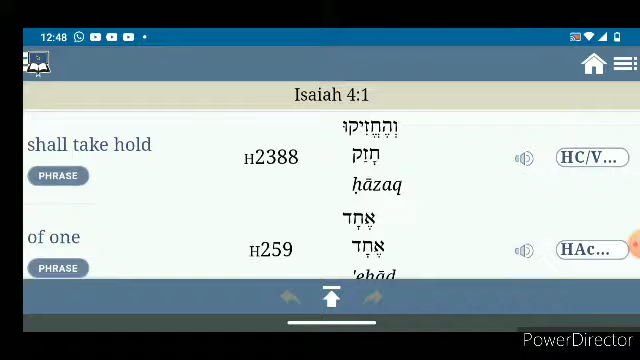 12:48
Isaiah 4:1
shall take hold
PHRASE
H2388
וְהֶחֱזִיקוּ
חָזַק
ḥāzaq
HC/V...
of one
PHRASE
H259
אֶחָד
אֶחָד
'eḥāḏ
HAc...
PowerDirector